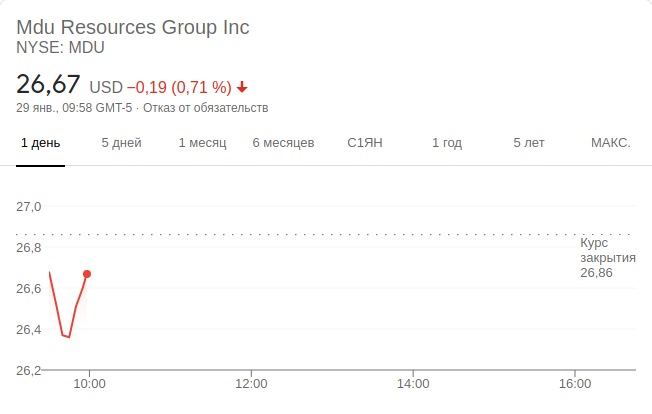 Mdu Resources Group Inc
NYSE: MDU
26,67 USD −0,19 (0,71 %)
29 янв., 09:58 GMT-5 · Отказ от обязательств
1 день 5 дней 1 месяц 6 месяцев С1ЯН 1 год 5 лет МАКС.
27,0
26,8
26,6
26,4
26,2
Курс
закрытия
26,86
10:00 12:00 14:00 16:00